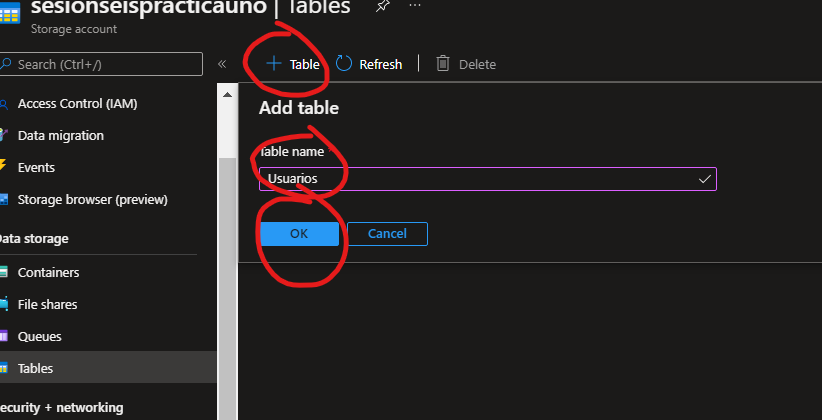 sesionseispracticauno | Tables
Storage account
Search (Ctrl+/)
«
+ Table
Refresh
Delete
Access Control (IAM)
Data migration
Events
Storage browser (preview)
Data storage
Containers
File shares
Queues
Tables
Security + networking
Add table
Table name
Usuarios
OK
Cancel